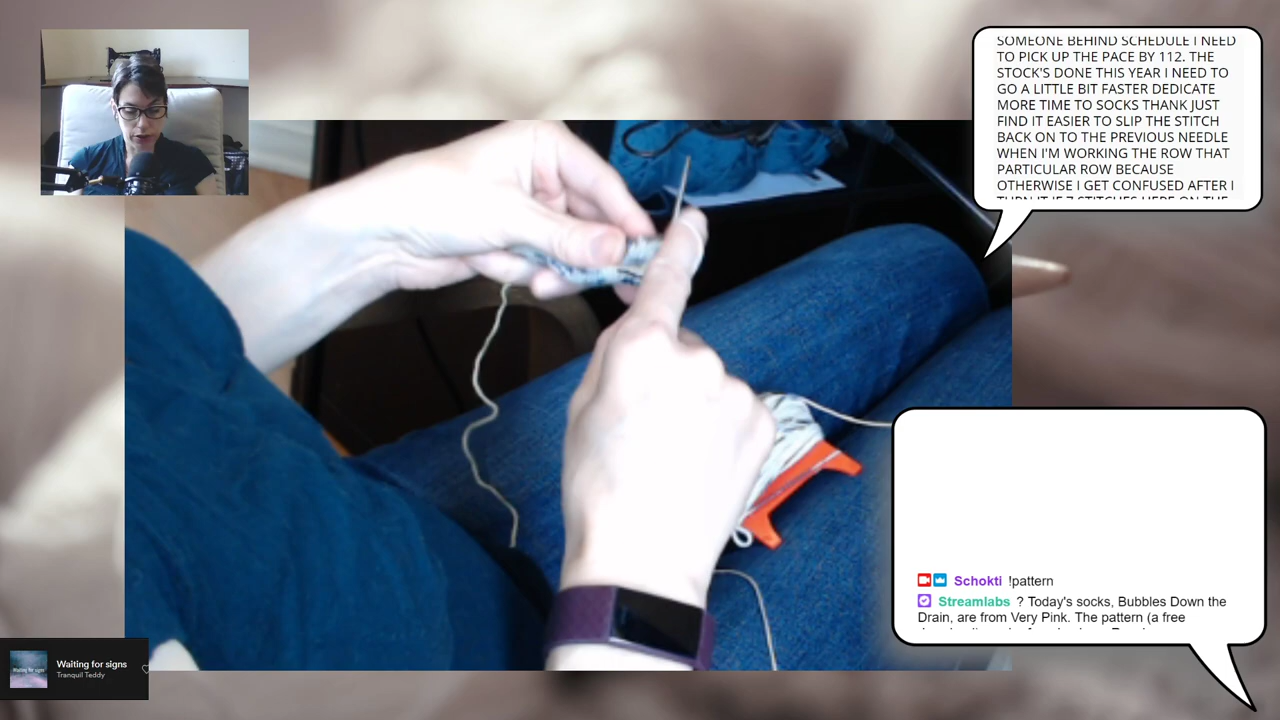 SOMEONE BEHIND SCHEDULE I NEED
TO PICK UP THE PACE BY 112. THE
STOCK'S DONE THIS YEAR I NEED TO
GO A LITTLE BIT FASTER DEDICATE
MORE TIME TO SOCKS THANK JUST
FIND IT EASIER TO SLIP THE STITCH
BACK ON TO THE PREVIOUS NEEDLE
WHEN I'M WORKING THE ROW THAT
PARTICULAR ROW BECAUSE
OTHERWISE I GET CONFUSED AFTER I
Schokti !pattern
Streamlabs ? Today's socks, Bubbles Down the
Drain, are from Very Pink. The pattern (a free
Waiting for signs
Tranquil Teddy